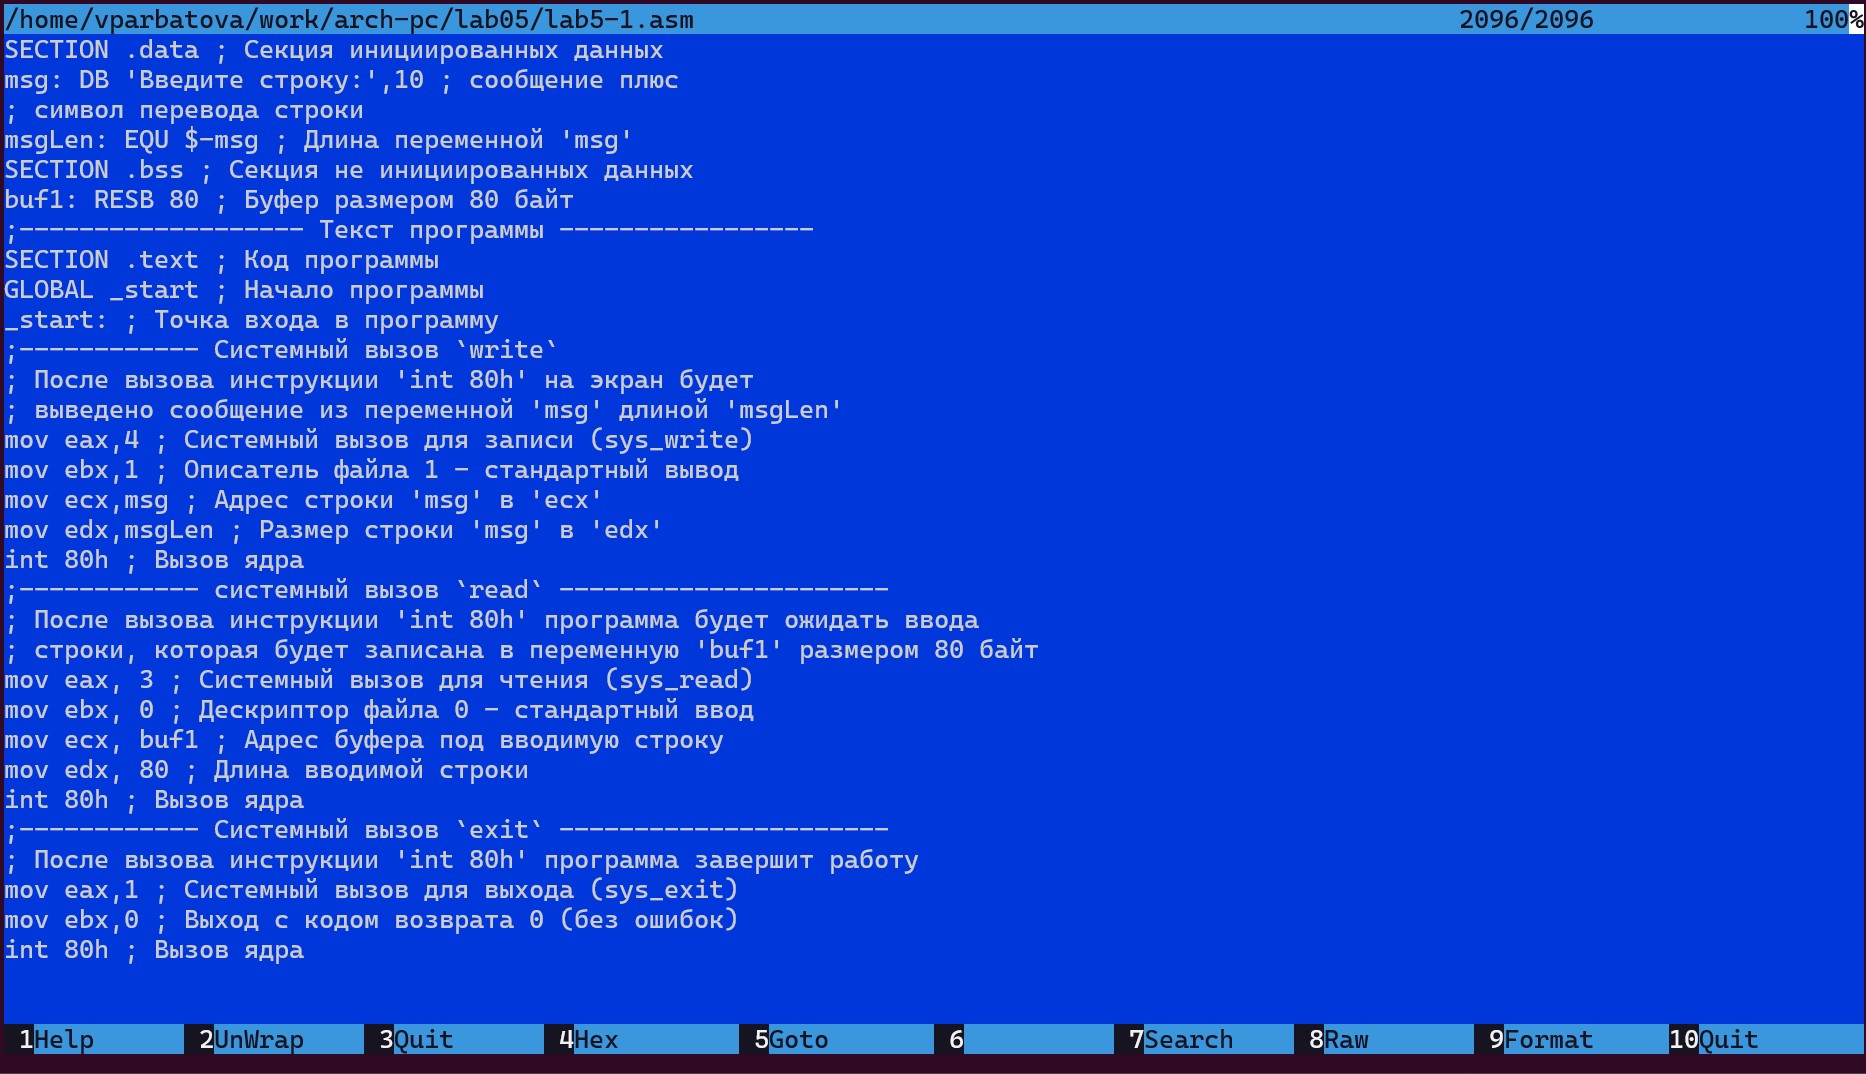 /home/vparbatova/work/arch-pc/lab05/lab5-1.asm 2096/2096 100%
SECTION .data ; Секция инициированных данных
msg: DB 'Введите строку:',10 ; сообщение плюс
; символ перевода строки
msgLen: EQU $-msg ; Длина переменной 'msg'
SECTION .bss ; Секция не инициированных данных
buf1: RESB 80 ; Буфер размером 80 байт
;------------------- Текст программы -----------------
SECTION .text ; Код программы
GLOBAL _start ; Начало программы
_start: ; Точка входа в программу
;------------ Системный вызов `write`
; После вызова инструкции 'int 80h' на экран будет
; выведено сообщение из переменной 'msg' длиной 'msgLen'
mov eax,4 ; Системный вызов для записи (sys_write)
mov ebx,1 ; Описатель файла 1 - стандартный вывод
mov ecx,msg ; Адрес строки 'msg' в 'ecx'
mov edx,msgLen ; Размер строки 'msg' в 'edx'
int 80h ; Вызов ядра
;------------ системный вызов `read` ----------------------
; После вызова инструкции 'int 80h' программа будет ожидать ввода
; строки, которая будет записана в переменную 'buf1' размером 80 байт
mov eax, 3 ; Системный вызов для чтения (sys_read)
mov ebx, 0 ; Дескриптор файла 0 - стандартный ввод
mov ecx, buf1 ; Адрес буфера под вводимую строку
mov edx, 80 ; Длина вводимой строки
int 80h ; Вызов ядра
;------------ Системный вызов `exit` ----------------------
; После вызова инструкции 'int 80h' программа завершит работу
mov eax,1 ; Системный вызов для выхода (sys_exit)
mov ebx,0 ; Выход с кодом возврата 0 (без ошибок)
int 80h ; Вызов ядра
1Help 2UnWrap 3Quit 4Hex 5Goto 6 7Search 8Raw 9Format 10Quit